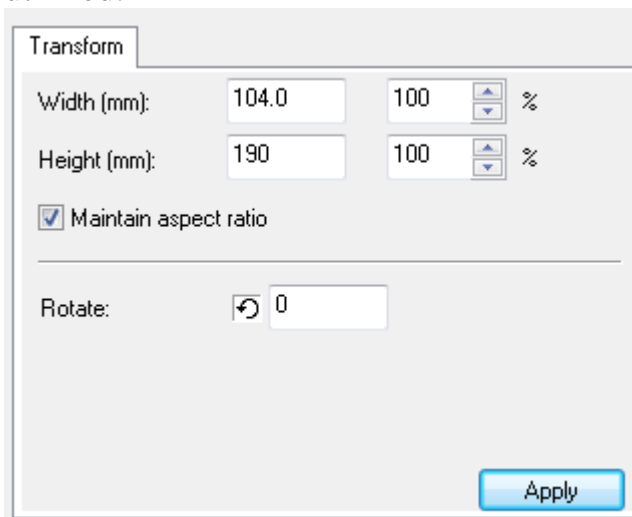 Transform
Width (mm): 104.0 100 %
Height (mm): 190 100 %
Maintain aspect ratio
Rotate: 0
Apply